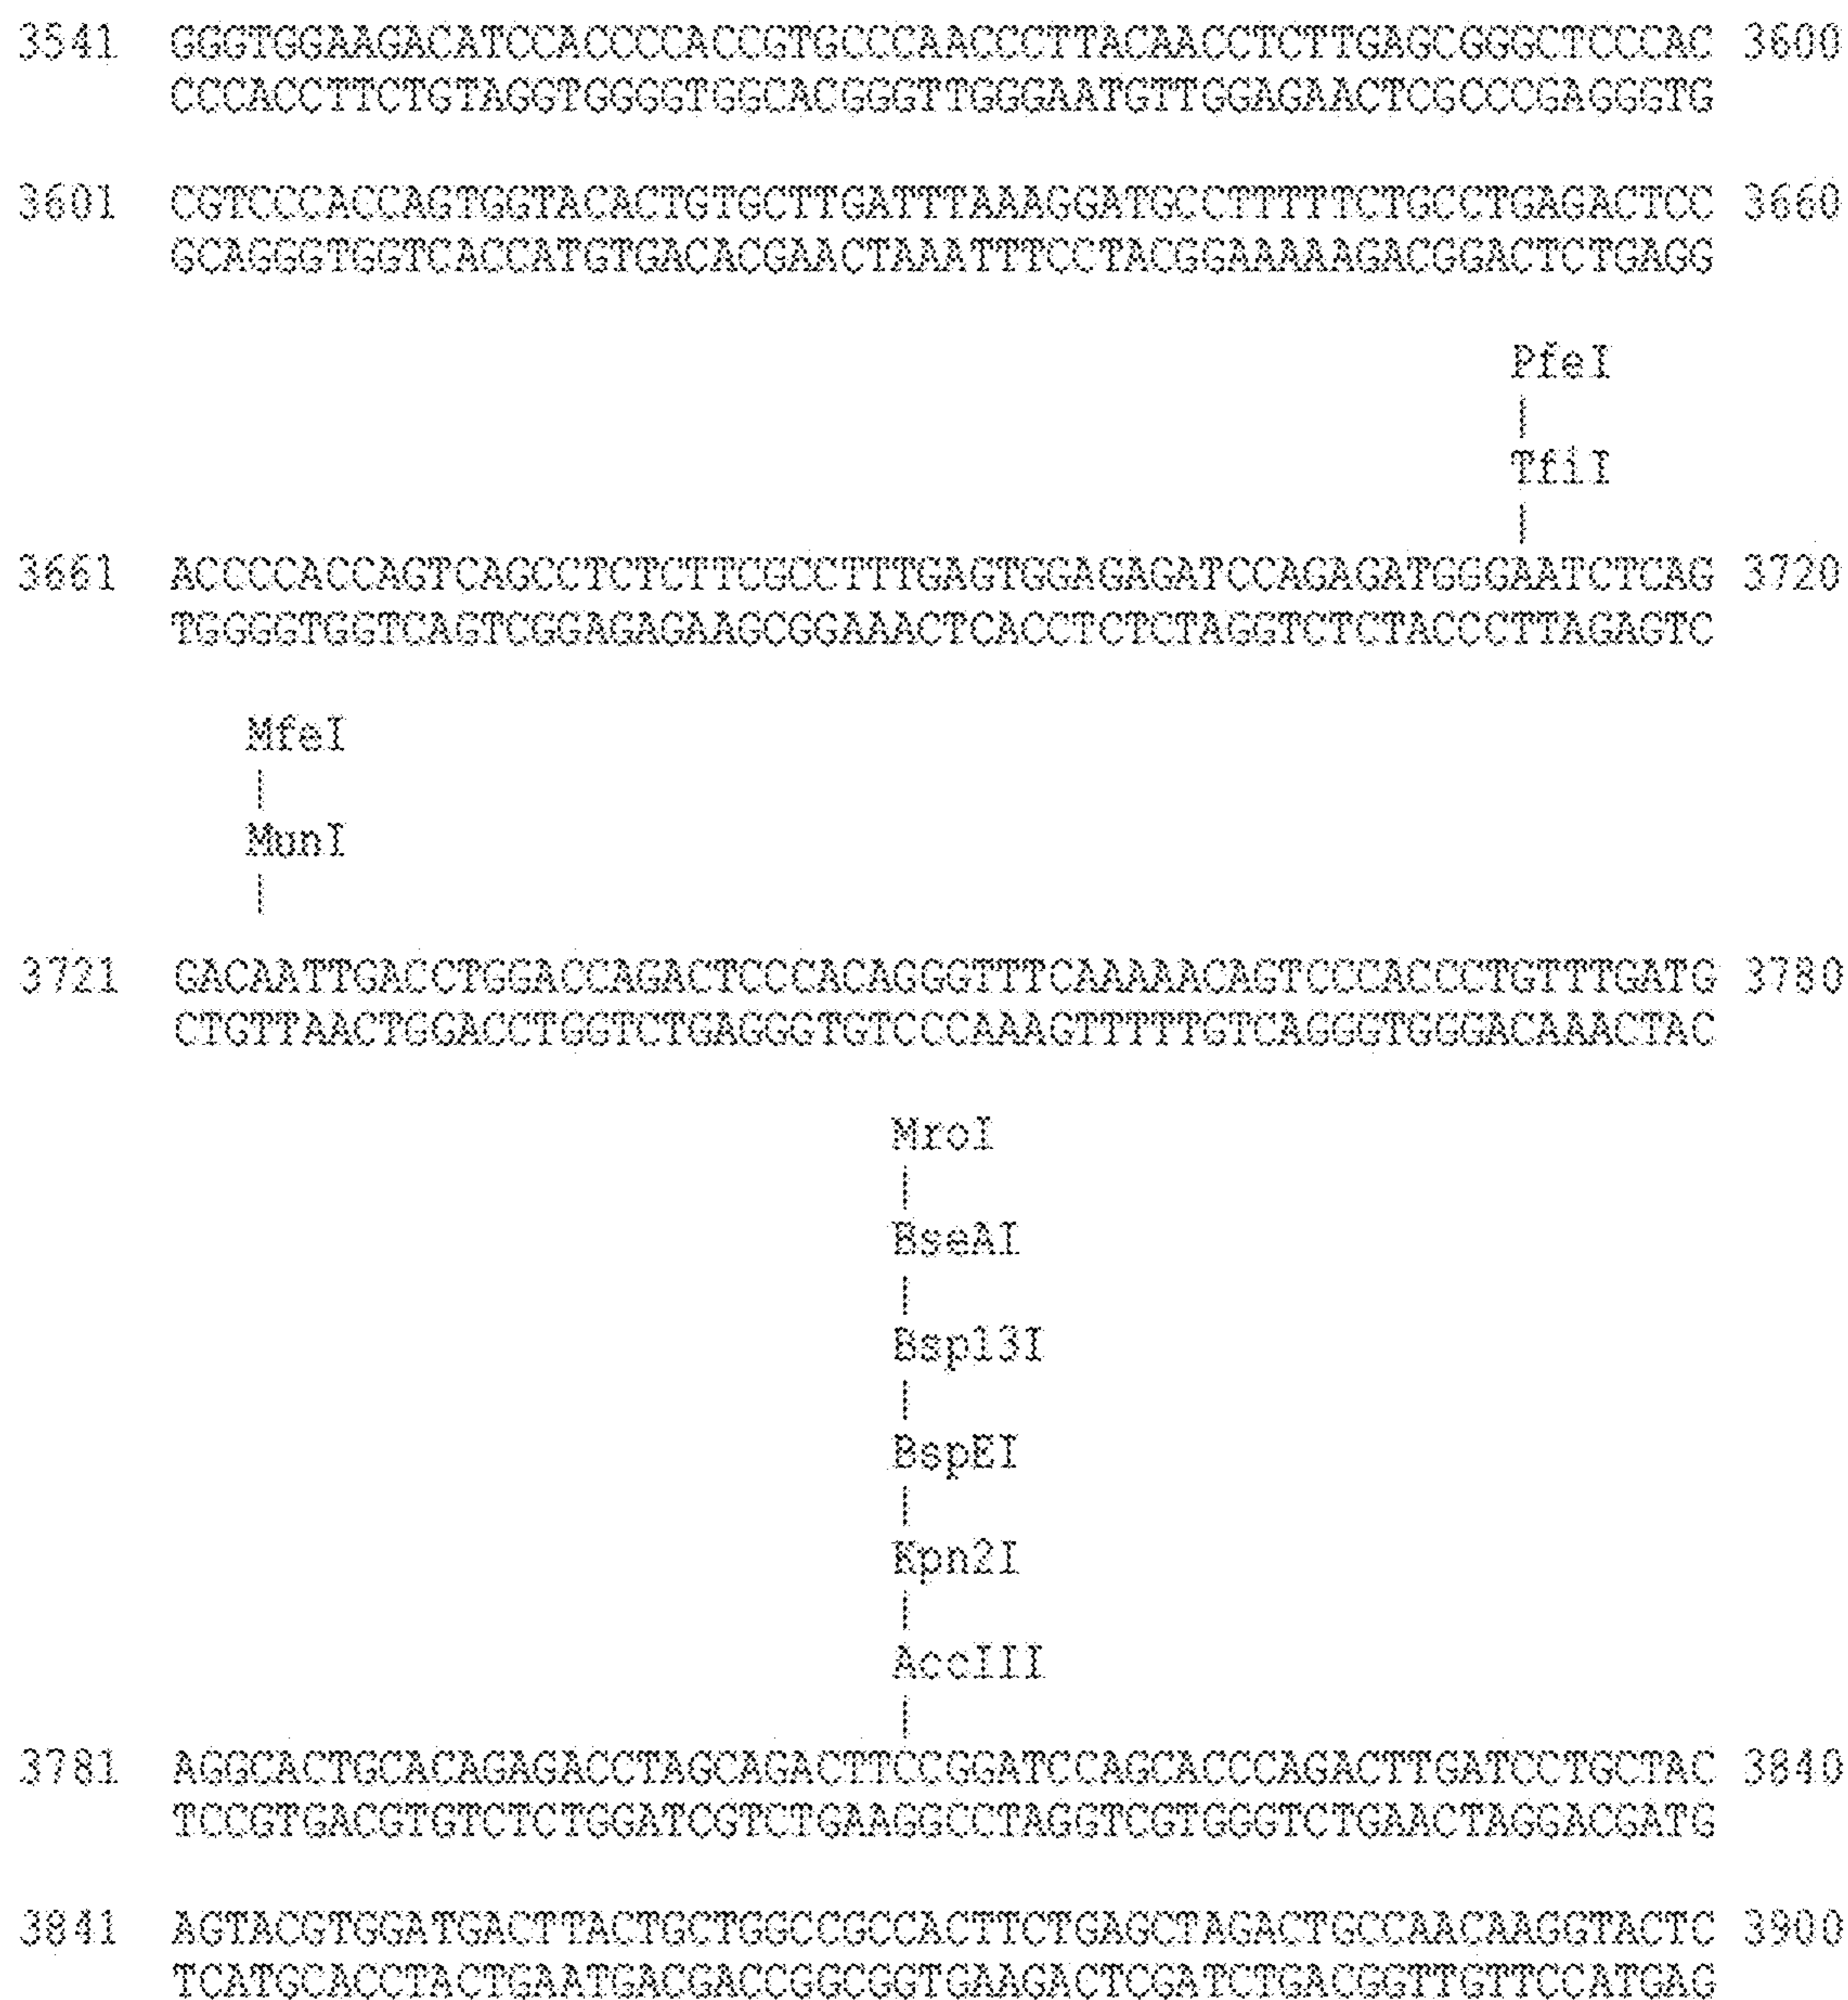 3541 GGGTGGAAGACATCCACCCCACCGTGCCCAACCCTTACAACCTCTTGAGCGGGCTCCCAC 3600
CCCACCTTCTGTAGGTGGGGTGGCACGGGTTGGGAATGTTGGAGAACTCGCCCGAGGGTG
3601 CGTCCCACCAGTGGTACACTGTGCTTGATTTAAAGGATGCCTTTTTCTGCCTGAGACTCC 3660
GCAGGGTGGTCACCATGTGACACGAACTAAATTTCCTACGGAAAAAGACGGACTCTGAGG
PfeI
|
TfiI
|
3661 ACCCCACCAGTCAGCCTCTCTTCGCCTTTGAGTGGAGAGATCCAGAGATGGGAATCTCAG 3720
TGGGGTGGTCAGTCGGAGAGAAGCGGAAACTCACCTCTCTAGGTCTCTACCCTTAGAGTC
MfeI
|
MunI
|
3721 GACAATTGACCTGGACCAGACTCCCACAGGGTTTCAAAAACAGTCCCACCCTGTTTGATG 3780
CTGTTAACTGGACCTGGTCTGAGGGTGTCCCAAAGTTTTTGTCAGGGTGGGACAAACTAC
MroI
|
BseAI
|
Bsp13I
|
BspEI
|
Kpn2I
|
AccIII
|
3781 AGGCACTGCACAGAGACCTAGCAGACTTCCGGATCCAGCACCCAGACTTGATCCTGCTAC 3840
TCCGTGACGTGTCTCTGGATCGTCTGAAGGCCTAGGTCGTGGGTCTGAACTAGGACGATG
3841 AGTACGTGGATGACTTACTGCTGGCCGCCACTTCTGAGCTAGACTGCCAACAAGGTACTC 3900
TCATGCACCTACTGAATGACGACCGGCGGTGAAGACTCGATCTGACGGTTGTTCCATGAG